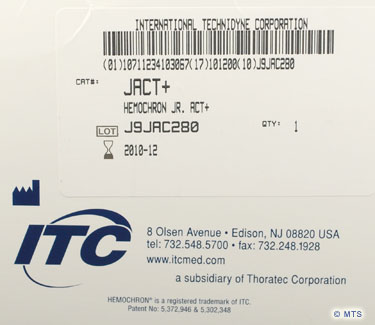 INTERNATIONAL TECHNIDYNE CORPORATION
(01)10711234103067(17)101200(10)J9JAC280
CAT#: JACT+
HEMOCHRON JR. ACT+
LOT J9JAC280 QTY: 1
2010-12
ITC
8 Olsen Avenue • Edison, NJ 08820 USA
tel: 732.548.5700 • fax: 732.248.1928
www.itcmed.com
a subsidiary of Thoratec Corporation
HEMOCHRON® is a registered trademark of ITC.
Patent No: 5,372,946 & 5,302,348
© MTS